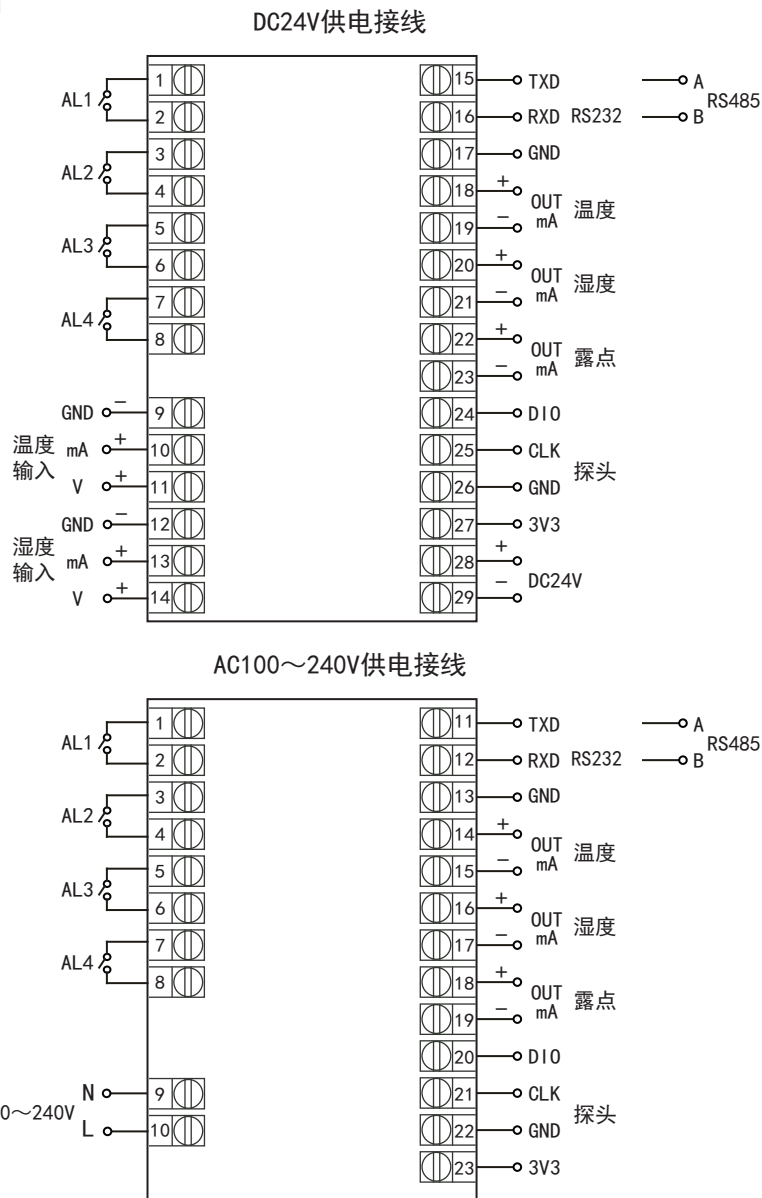 DC24V供电接线
AL1
AL2
AL3
AL4
GND −
温度输入 mA +
V +
GND −
湿度输入 mA +
V +
1
2
3
4
5
6
7
8
9
10
11
12
13
14
15 TXD
16 RXD RS232
17 GND
A
B
RS485
18 + OUT mA 温度
19 −
20 + OUT mA 湿度
21 −
22 + OUT mA 露点
23 −
24 DIO
25 CLK
26 GND
27 3V3
探头
28 +
29 −
DC24V
AC100～240V供电接线
AL1
AL2
AL3
AL4
N
0～240V
L
1
2
3
4
5
6
7
8
9
10
11 TXD
12 RXD RS232
13 GND
A
B
RS485
14 + OUT mA 温度
15 −
16 + OUT mA 湿度
17 −
18 + OUT mA 露点
19 −
20 DIO
21 CLK
22 GND
23 3V3
探头